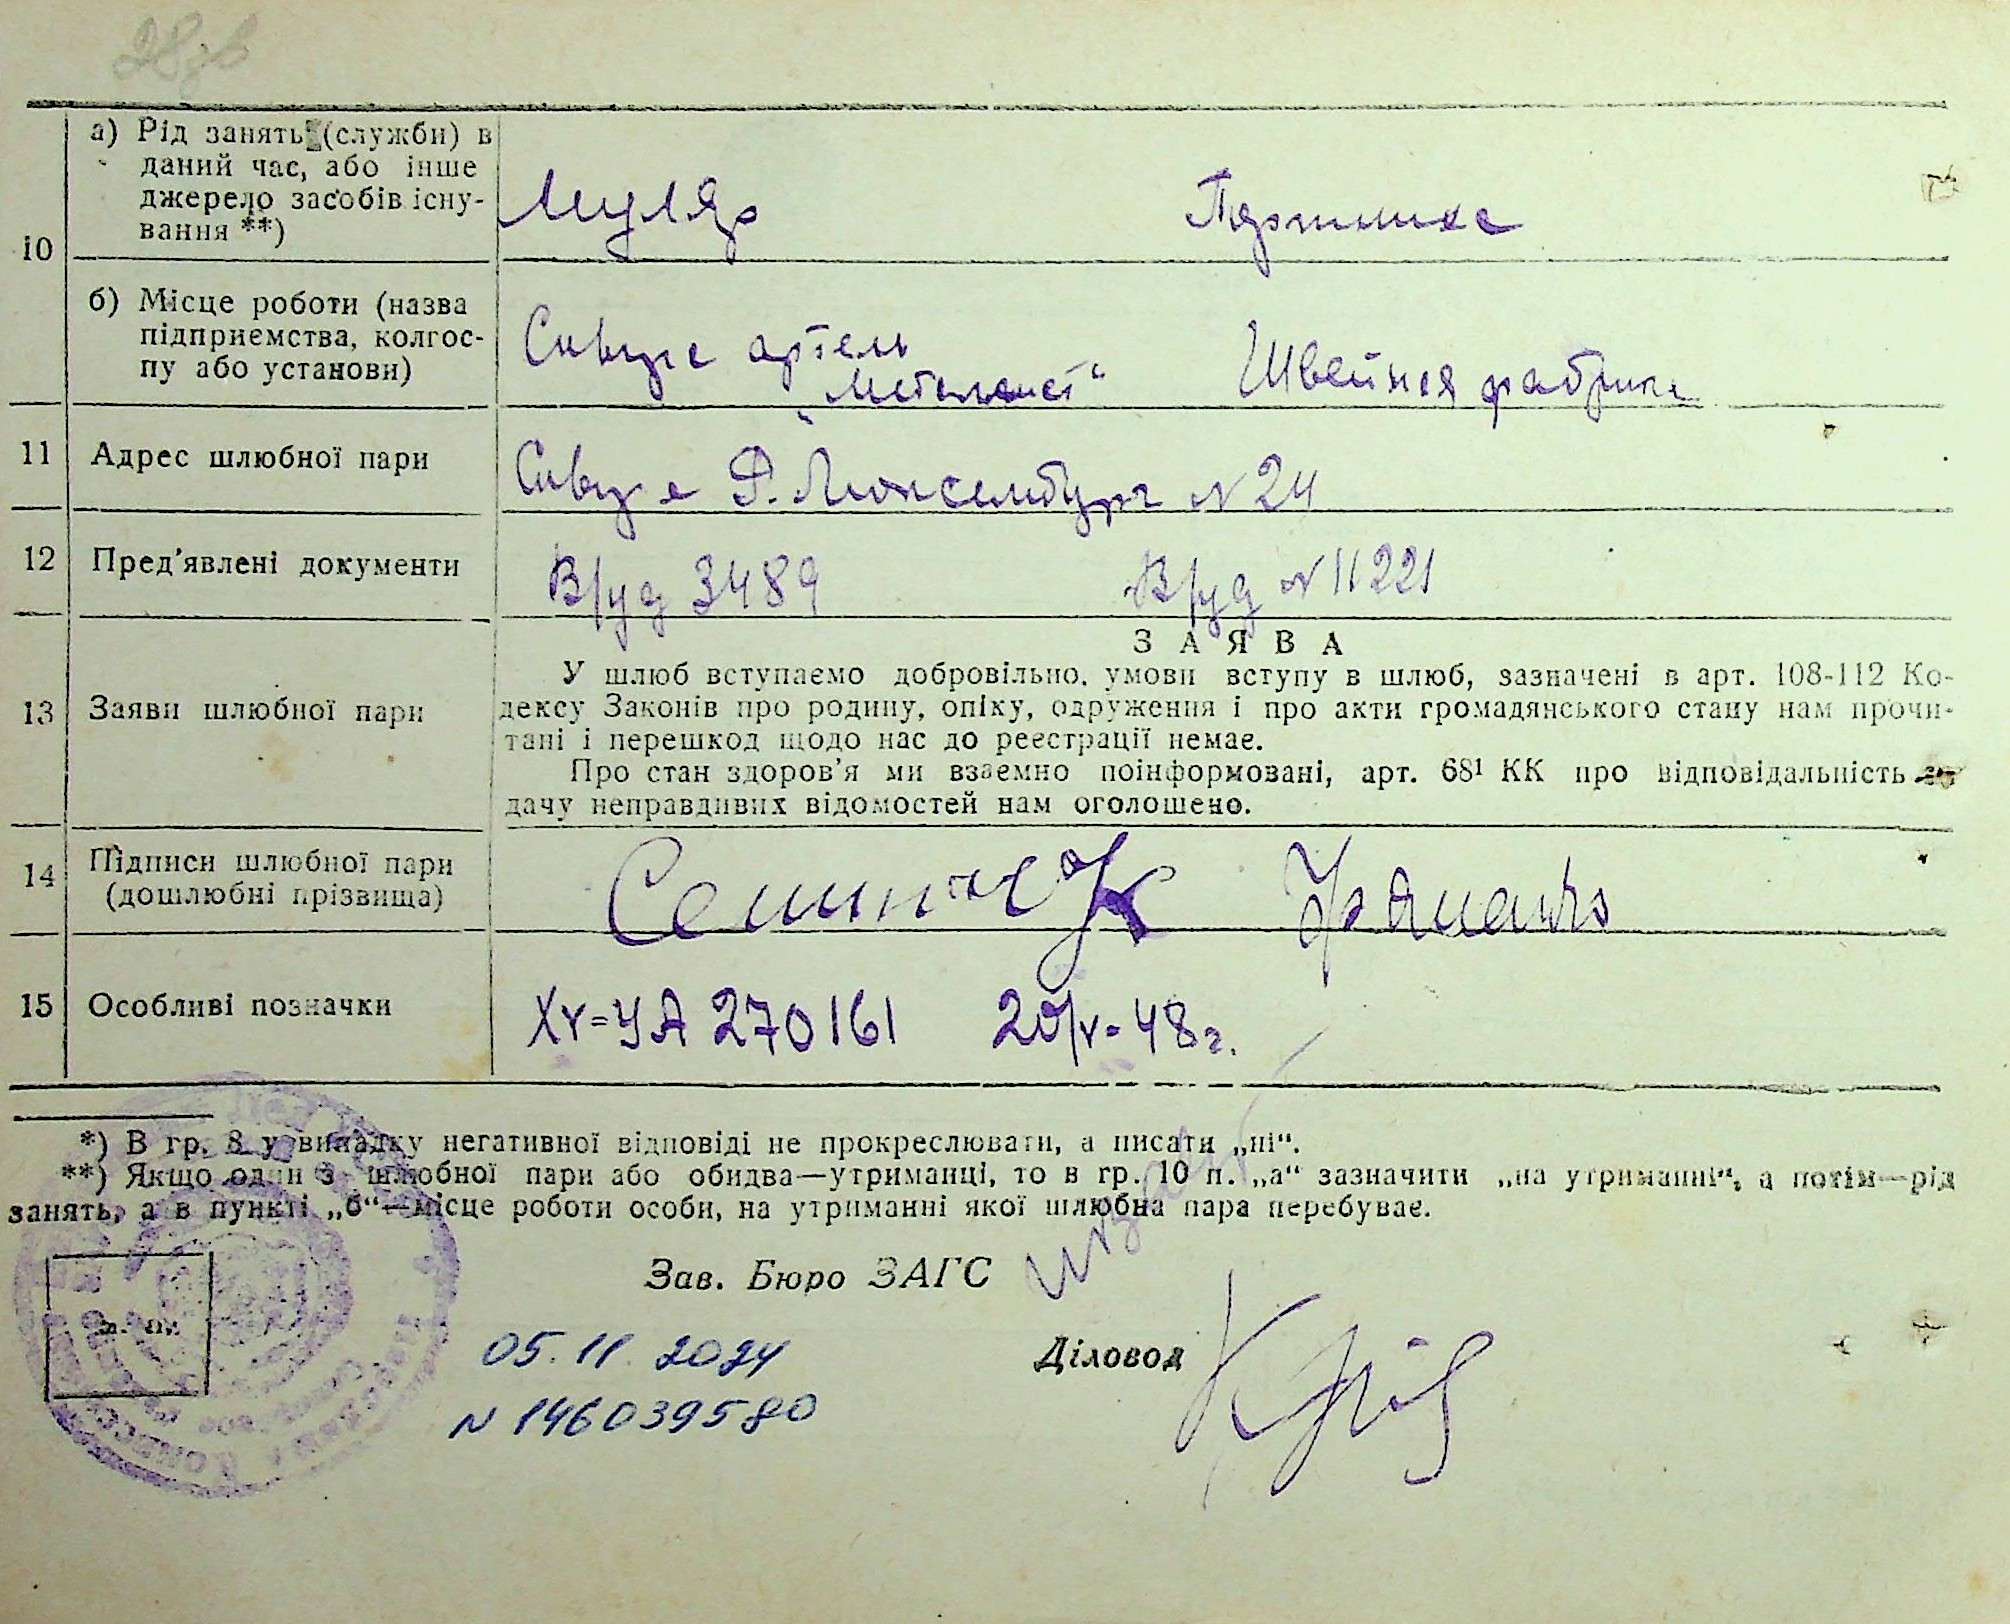 а) Рід занять (служби) в
даний час, або інше
джерело засобів існу-
вання **)
Муляр
10
б) Місце роботи (назва
підприємства, колгос-
пу або установи)
артель
Швейная фабрика
11 Адрес шлюбної пари
Р. Люксембург N 24
12 Пред'явлені документи
В/уд 3489 В/уд N 11221
ЗАЯВА
У шлюб вступаємо добровільно, умови вступу в шлюб, зазначені в арт. 108-112 Ко-
13 Заяви шлюбної пари
дексу Законів про родину, опіку, одруження і про акти громадянського стану нам прочи-
тані і перешкод щодо нас до реєстрації немає.
Про стан здоров'я ми взаємно поінформовані, арт. 68¹ КК про відповідальність за
дачу неправдивих відомостей нам оголошено.
14 Підписи шлюбної пари
(дошлюбні прізвища)
15 Особливі позначки
XV=УА 270161 20/V-48г.
*) В гр. 8 у випадку негативної відповіді не прокреслювати, а писати „ні“.
**) Якщо один з шлюбної пари або обидва—утриманці, то в гр. 10 п. „а“ зазначити „на утриманні“, а потім—рід
занять, а в пункті „б“—місце роботи особи, на утриманні якої шлюбна пара перебуває.
Зав. Бюро ЗАГС
05.11.2024
Діловод
N 146039580